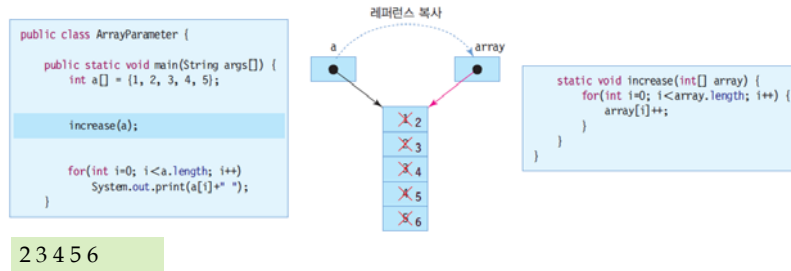 public class ArrayParameter {
public static void main(String args[]) {
int a[] = {1, 2, 3, 4, 5};
increase(a);
for(int i=0; i<a.length; i++)
System.out.print(a[i]+" ");
}
레퍼런스 복사
a
array
1 2
2 3
3 4
4 5
5 6
static void increase(int[] array) {
for(int i=0; i<array.length; i++) {
array[i]++;
}
}
}
2 3 4 5 6